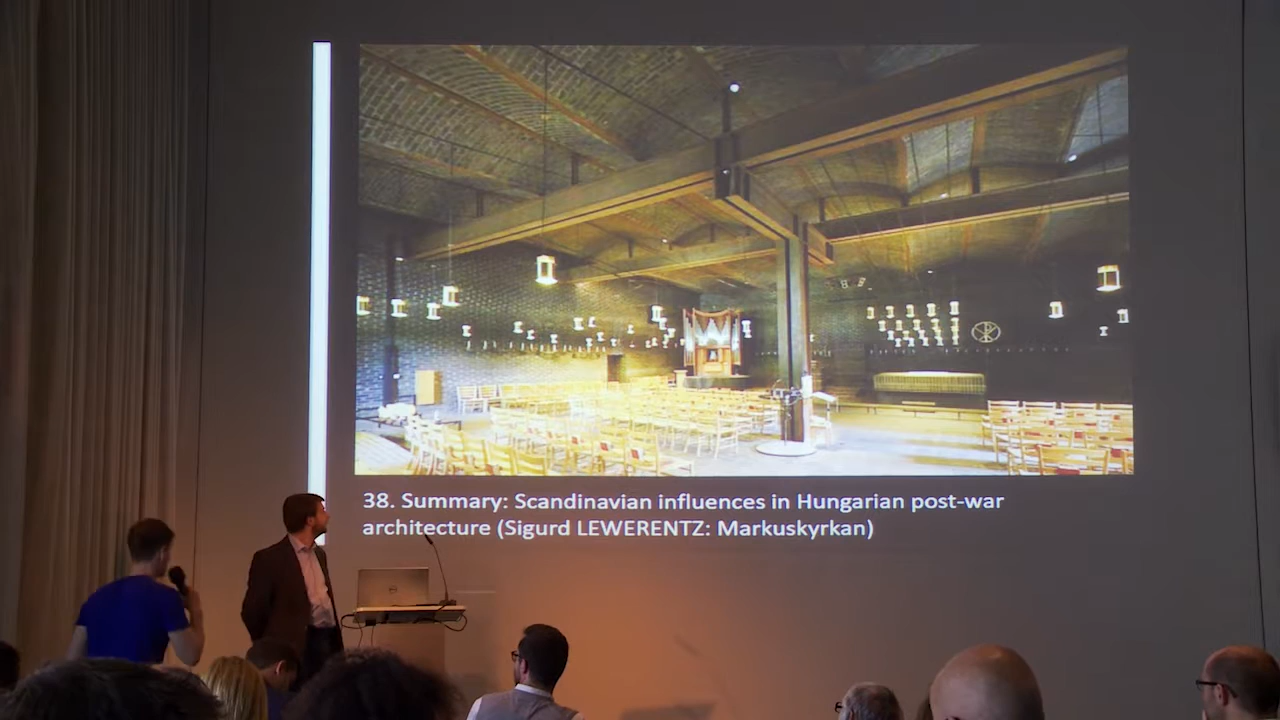 38. Summary: Scandinavian influences in Hungarian post-war
architecture (Sigurd LEWERENTZ: Markuskyrkan)